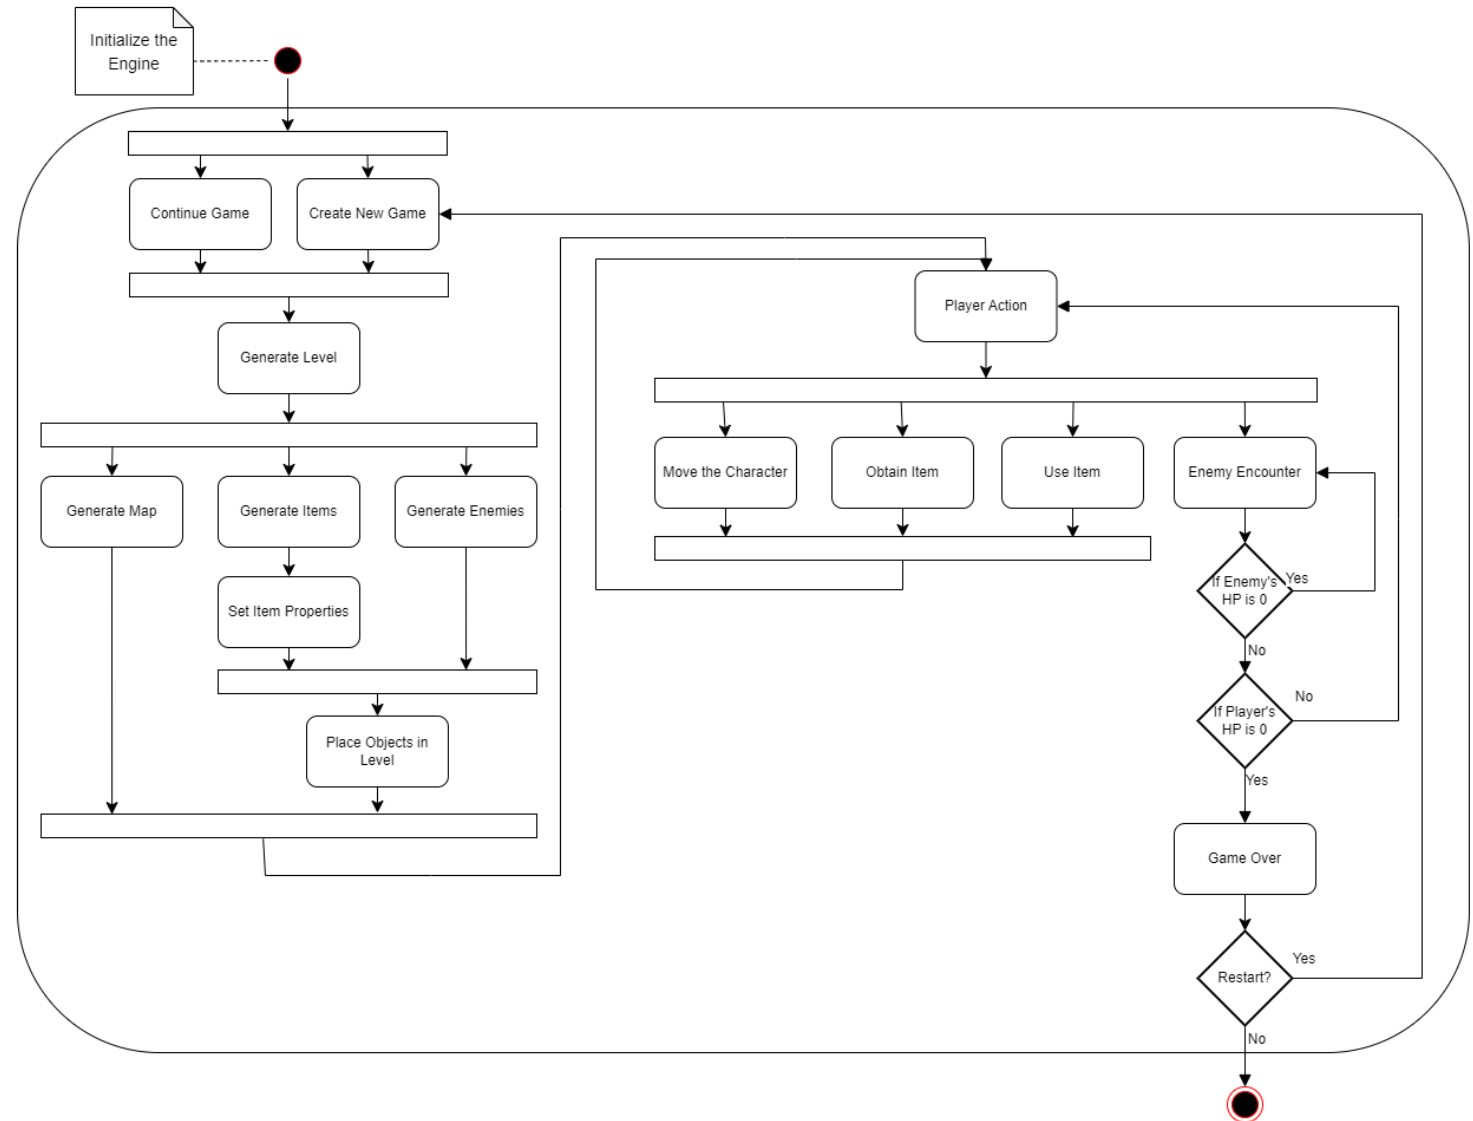 Initialize the
Engine
Continue Game
Create New Game
Generate Level
Generate Map
Generate Items
Generate Enemies
Set Item Properties
Place Objects in
Level
Player Action
Move the Character
Obtain Item
Use Item
Enemy Encounter
If Enemy's
HP is 0
Yes
No
If Player's
HP is 0
No
Yes
Game Over
Restart?
Yes
No